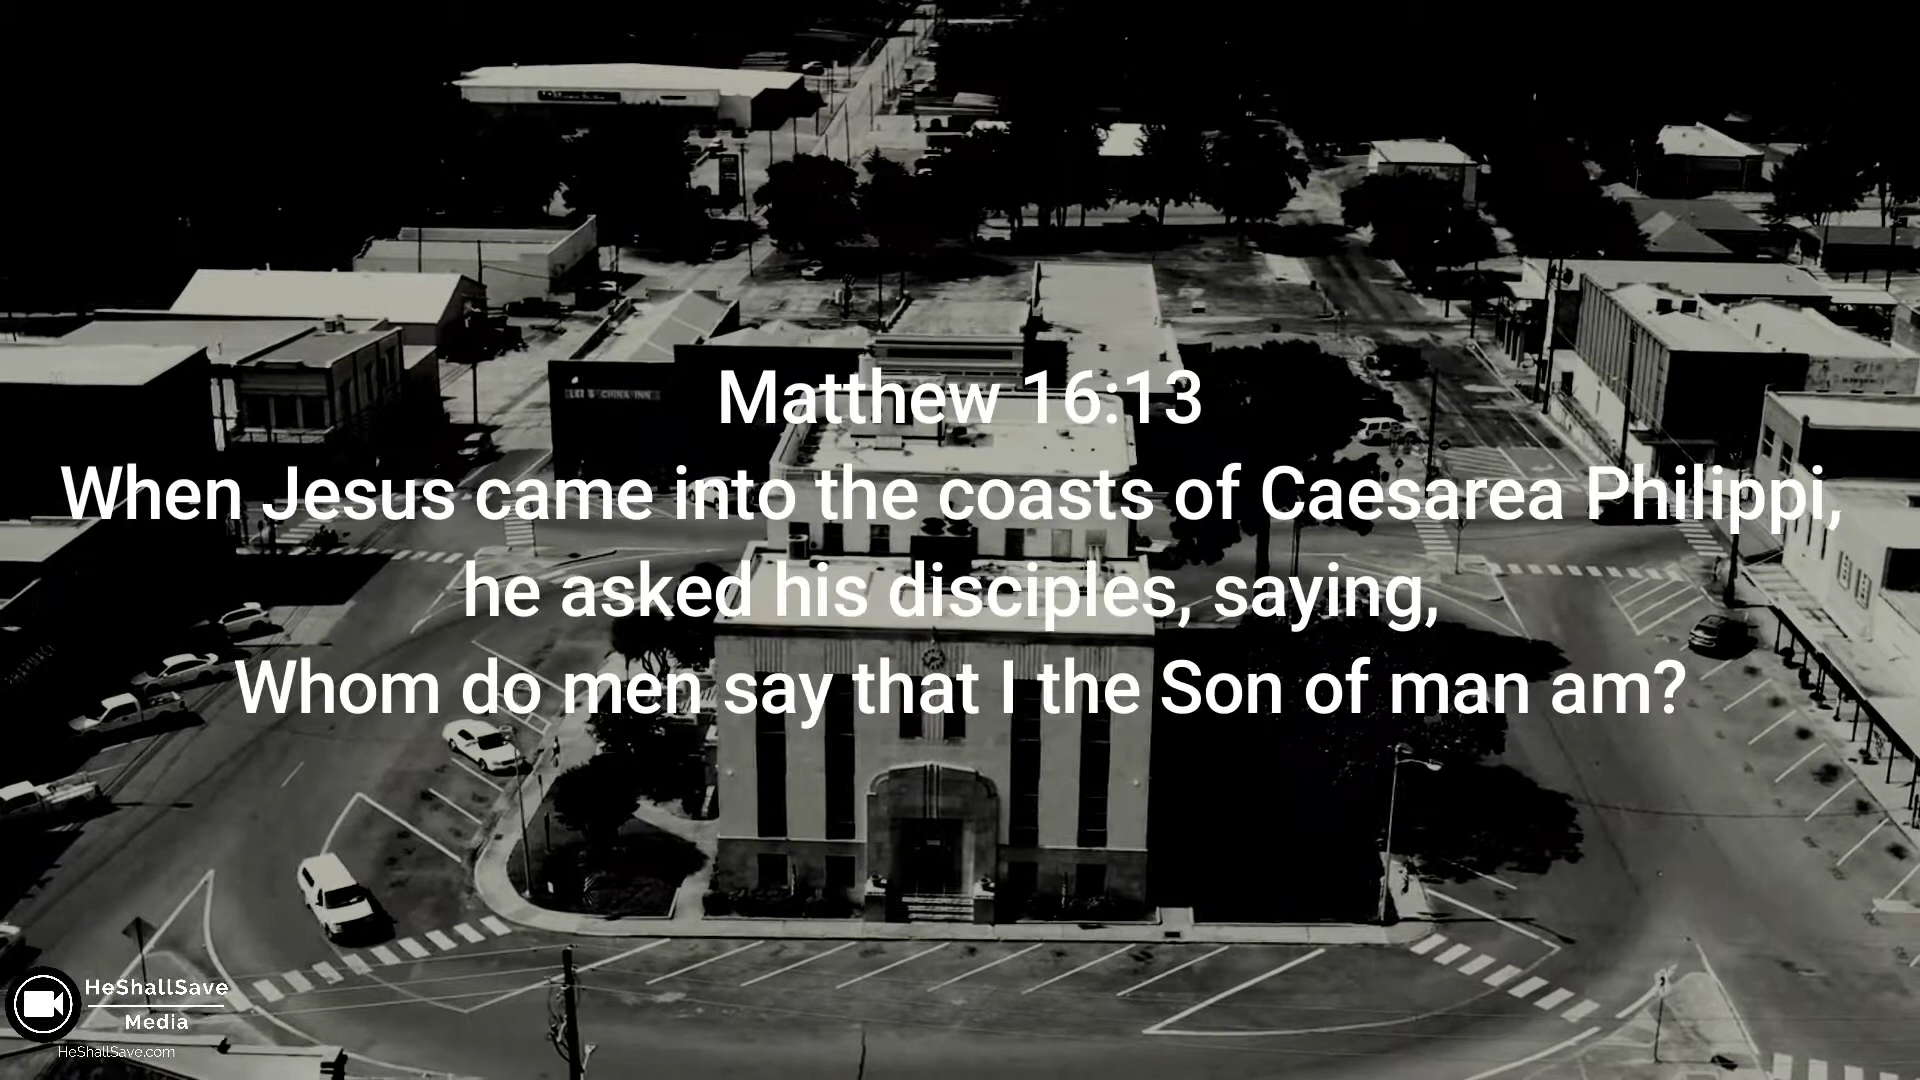 Matthew 16:13
When Jesus came into the coasts of Caesarea Philippi,
he asked his disciples, saying,
Whom do men say that I the Son of man am?
HeShallSave
Media
HeShallSave.com